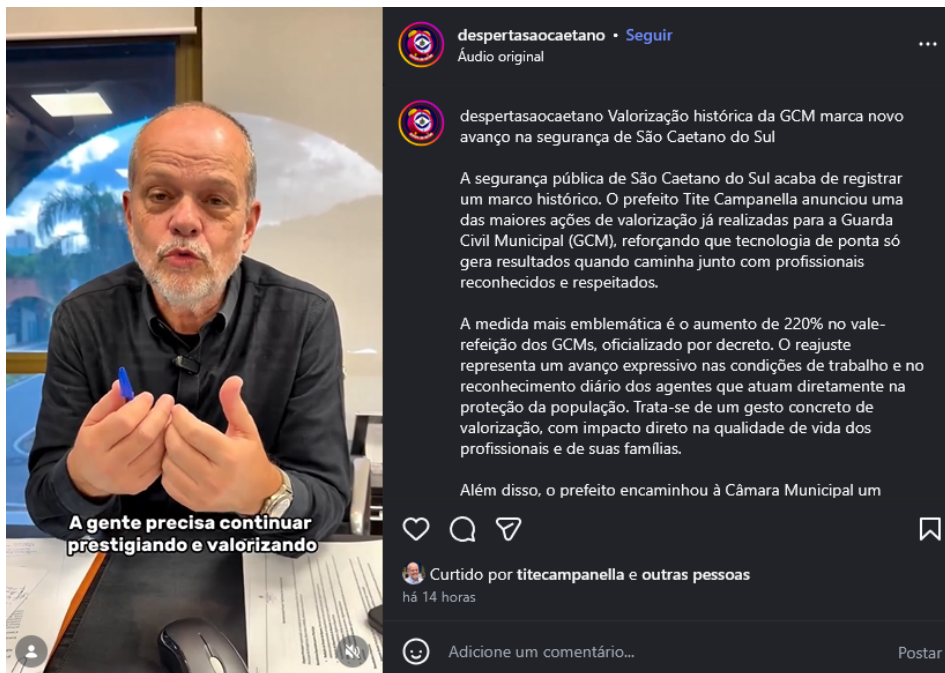 despertasaocaetano • Seguir
Áudio original
despertasaocaetano Valorização histórica da GCM marca novo
avanço na segurança de São Caetano do Sul
A segurança pública de São Caetano do Sul acaba de registrar
um marco histórico. O prefeito Tite Campanella anunciou uma
das maiores ações de valorização já realizadas para a Guarda
Civil Municipal (GCM), reforçando que tecnologia de ponta só
gera resultados quando caminha junto com profissionais
reconhecidos e respeitados.
A medida mais emblemática é o aumento de 220% no vale-
refeição dos GCMs, oficializado por decreto. O reajuste
representa um avanço expressivo nas condições de trabalho e no
reconhecimento diário dos agentes que atuam diretamente na
proteção da população. Trata-se de um gesto concreto de
valorização, com impacto direto na qualidade de vida dos
profissionais e de suas famílias.
Além disso, o prefeito encaminhou à Câmara Municipal um
A gente precisa continuar
prestigiando e valorizando
Curtido por titecampanella e outras pessoas
há 14 horas
Adicione um comentário...
Postar